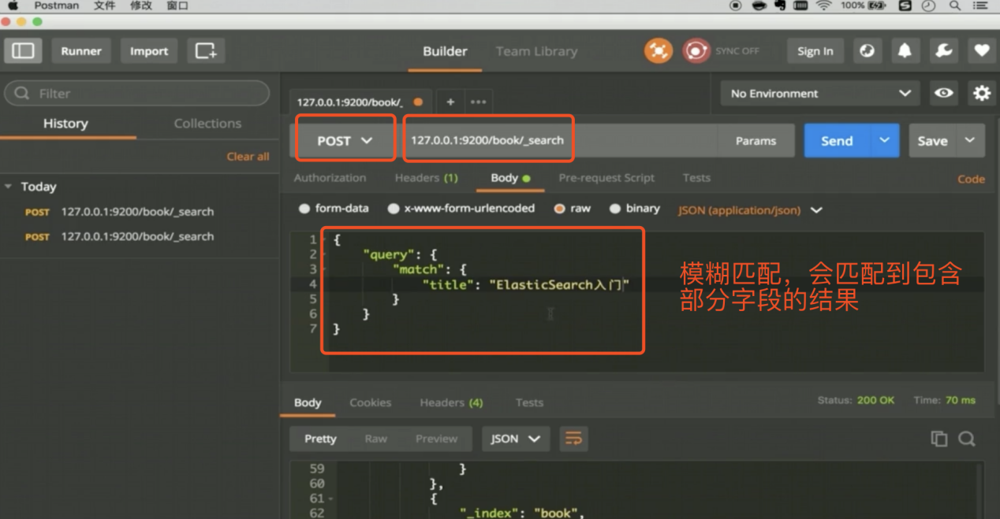 Postman 文件 修改 窗口 100%
Runner Import Builder Team Library SYNC OFF Sign In
Filter
127.0.0.1:9200/book/_ + ••• No Environment
History Collections
POST 127.0.0.1:9200/book/_search Params Send Save
Clear all
Authorization Headers (1) Body Pre-request Script Tests Code
Today
POST 127.0.0.1:9200/book/_search
POST 127.0.0.1:9200/book/_search
form-data x-www-form-urlencoded raw binary JSON (application/json)
1 {
2 "query": {
3 "match": {
4 "title": "ElasticSearch入门"
5 }
6 }
7 }
模糊匹配，会匹配到包含
部分字段的结果
Body Cookies Headers (4) Tests Status: 200 OK Time: 70 ms
Pretty Raw Preview JSON
59 }
60 },
61 {
62 "_index": "book",